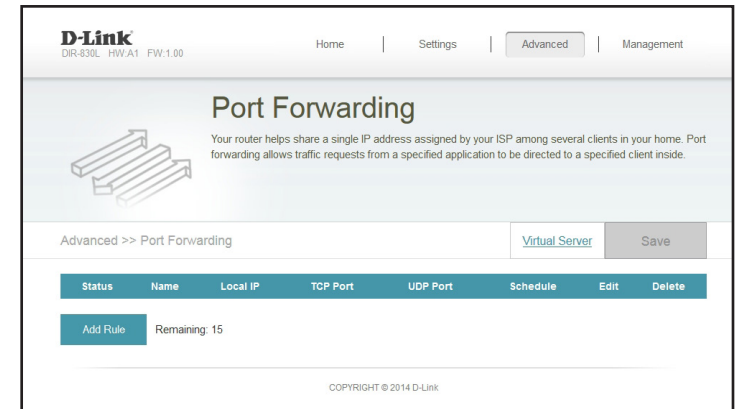 D-Link
DIR-830L HW:A1 FW:1.00
Home Settings Advanced Management
Port Forwarding
Your router helps share a single IP address assigned by your ISP among several clients in your home. Port
forwarding allows traffic requests from a specified application to be directed to a specified client inside.
Advanced >> Port Forwarding
Virtual Server Save
Status Name Local IP TCP Port UDP Port Schedule Edit Delete
Add Rule Remaining: 15
COPYRIGHT © 2014 D-Link